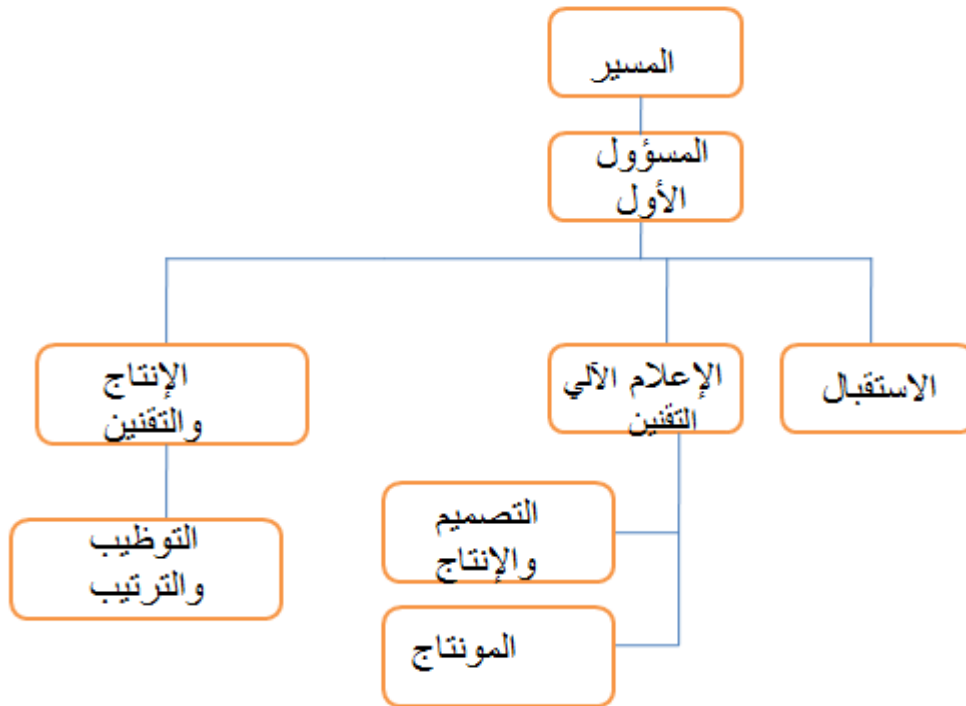 المسير
المسؤول
الأول
الاستقبال
الإعلام الآلي
التقنين
الإنتاج
والتقنين
التصميم
والإنتاج
التوظيب
والترتيب
المونتاج